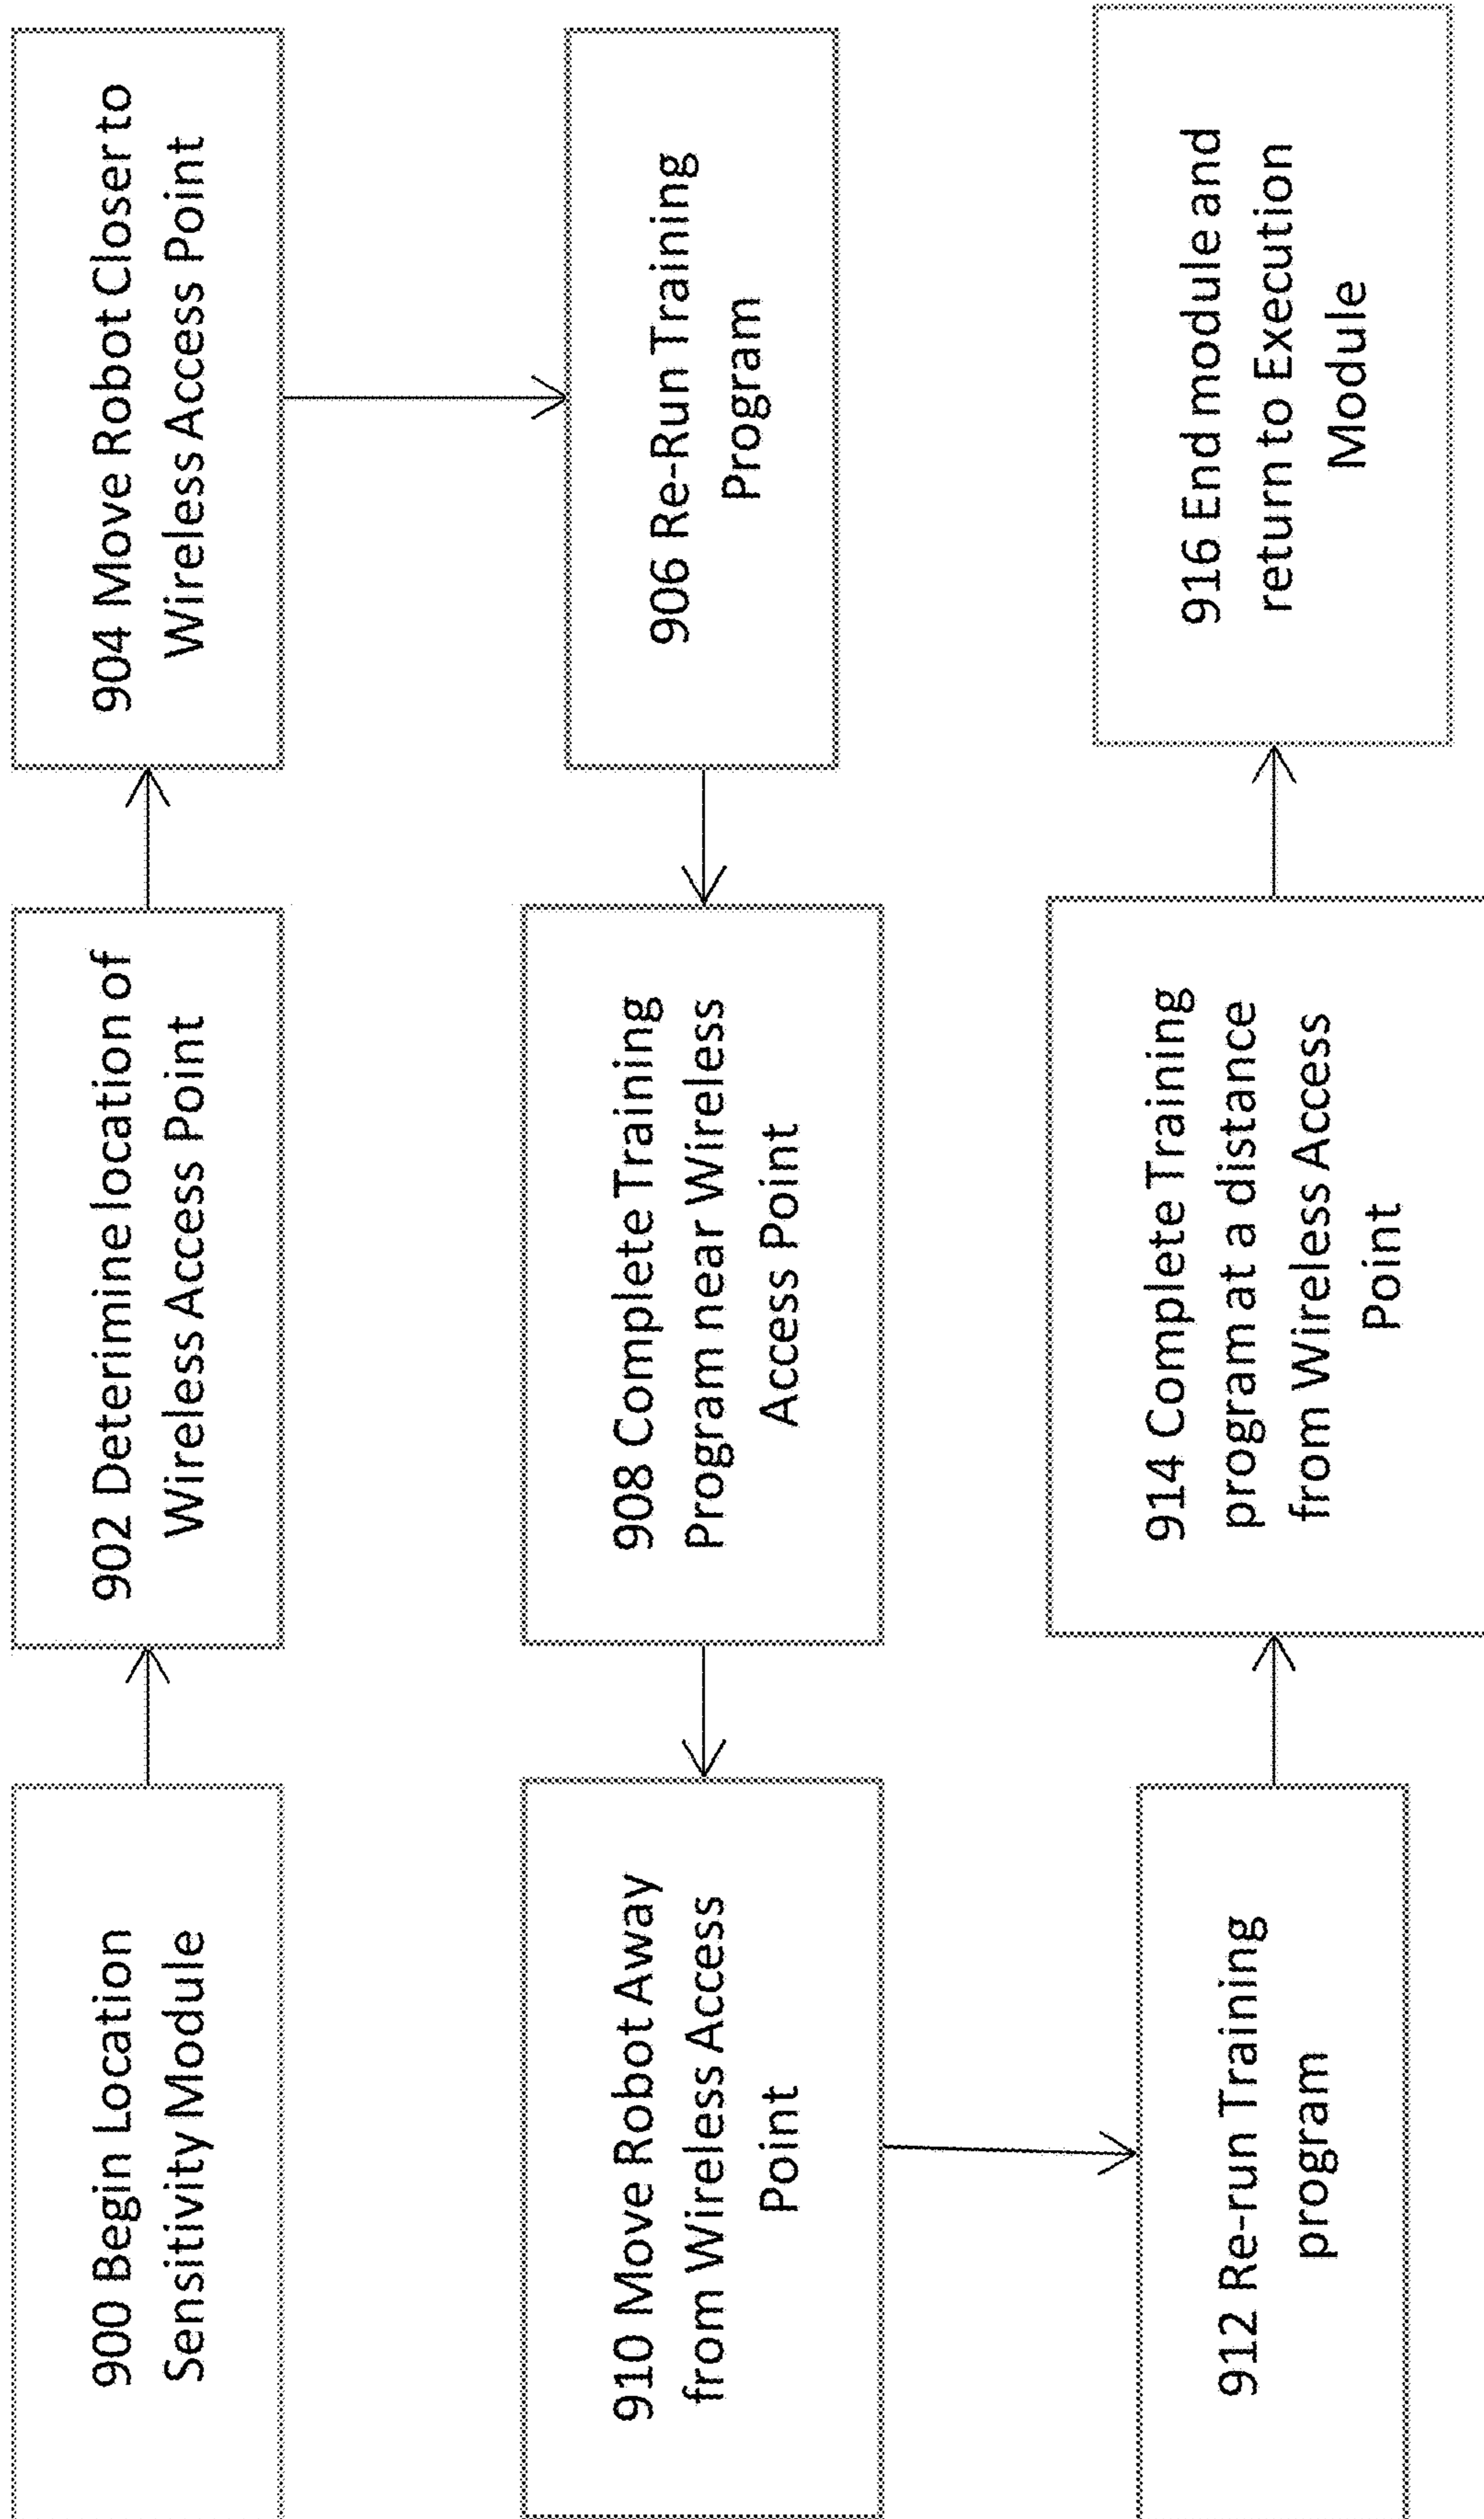 900 Begin Location
Sensitivity Module
902 Deterimine location of
Wireless Access Point
904 Move Robot Closer to
Wireless Access Point
906 Re-Run Training
Program
908 Complete Training
Program near Wireless
Access Point
910 Move Robot Away
from Wireless Access
Point
912 Re-run Training
program
914 Complete Training
program at a distance
from Wireless Access
Point
916 End module and
return to Execution
Module